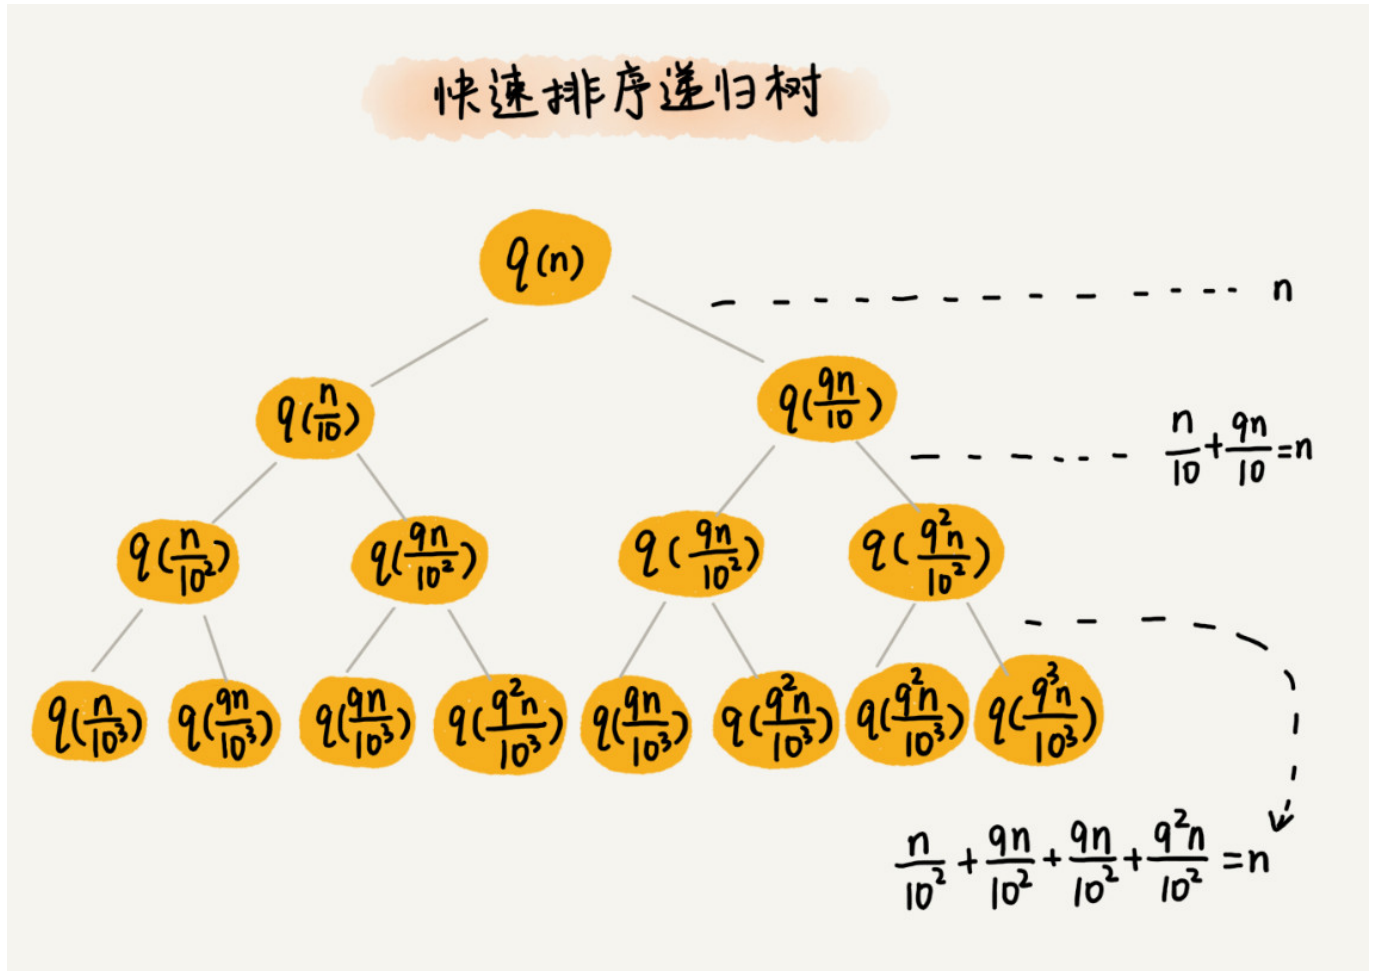 快速排序递归树
q(n)
n
q(n/10) q(9n/10)
n/10+9n/10=n
q(n/10²) q(9n/10²) q(9n/10²) q(9²n/10²)
q(n/10³) q(9n/10³) q(9n/10³) q(9²n/10³) q(9n/10³) q(9²n/10³) q(9²n/10³) q(9³n/10³)
n/10²+9n/10²+9n/10²+9²n/10²=n